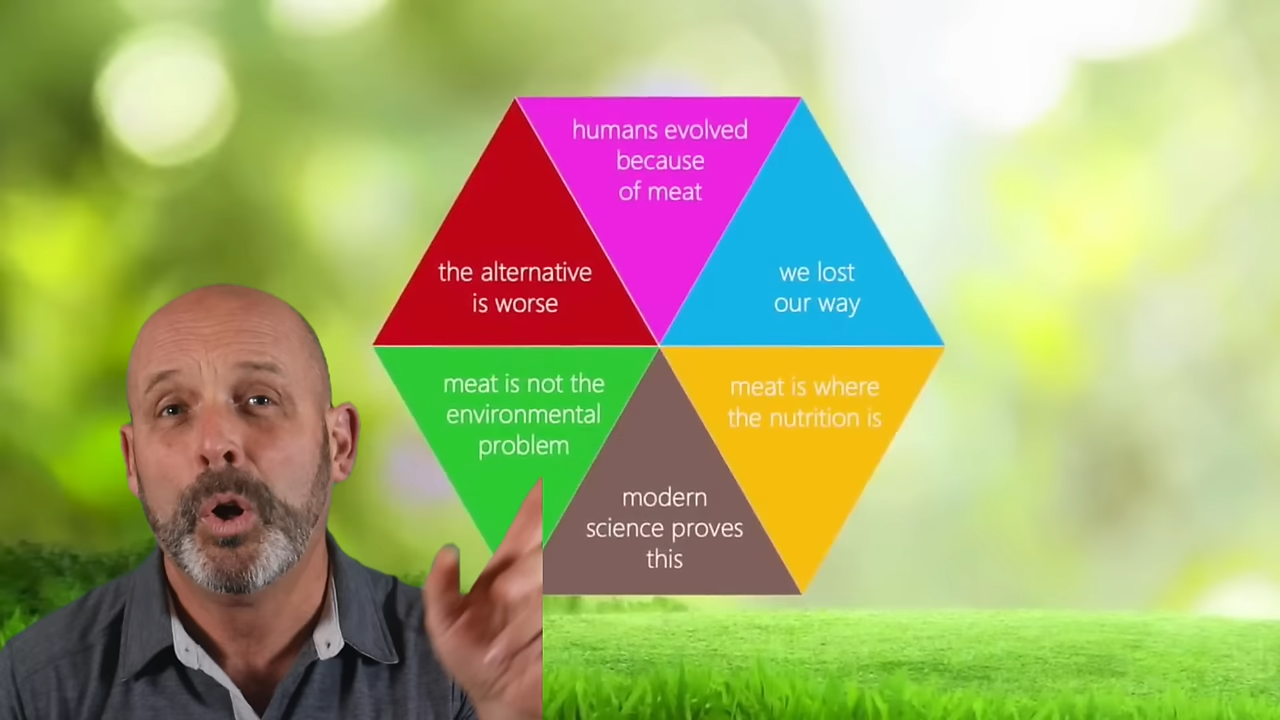 humans evolved
because
of meat
the alternative
is worse
we lost
our way
meat is not the
environmental
problem
meat is where
the nutrition is
modern
science proves
this